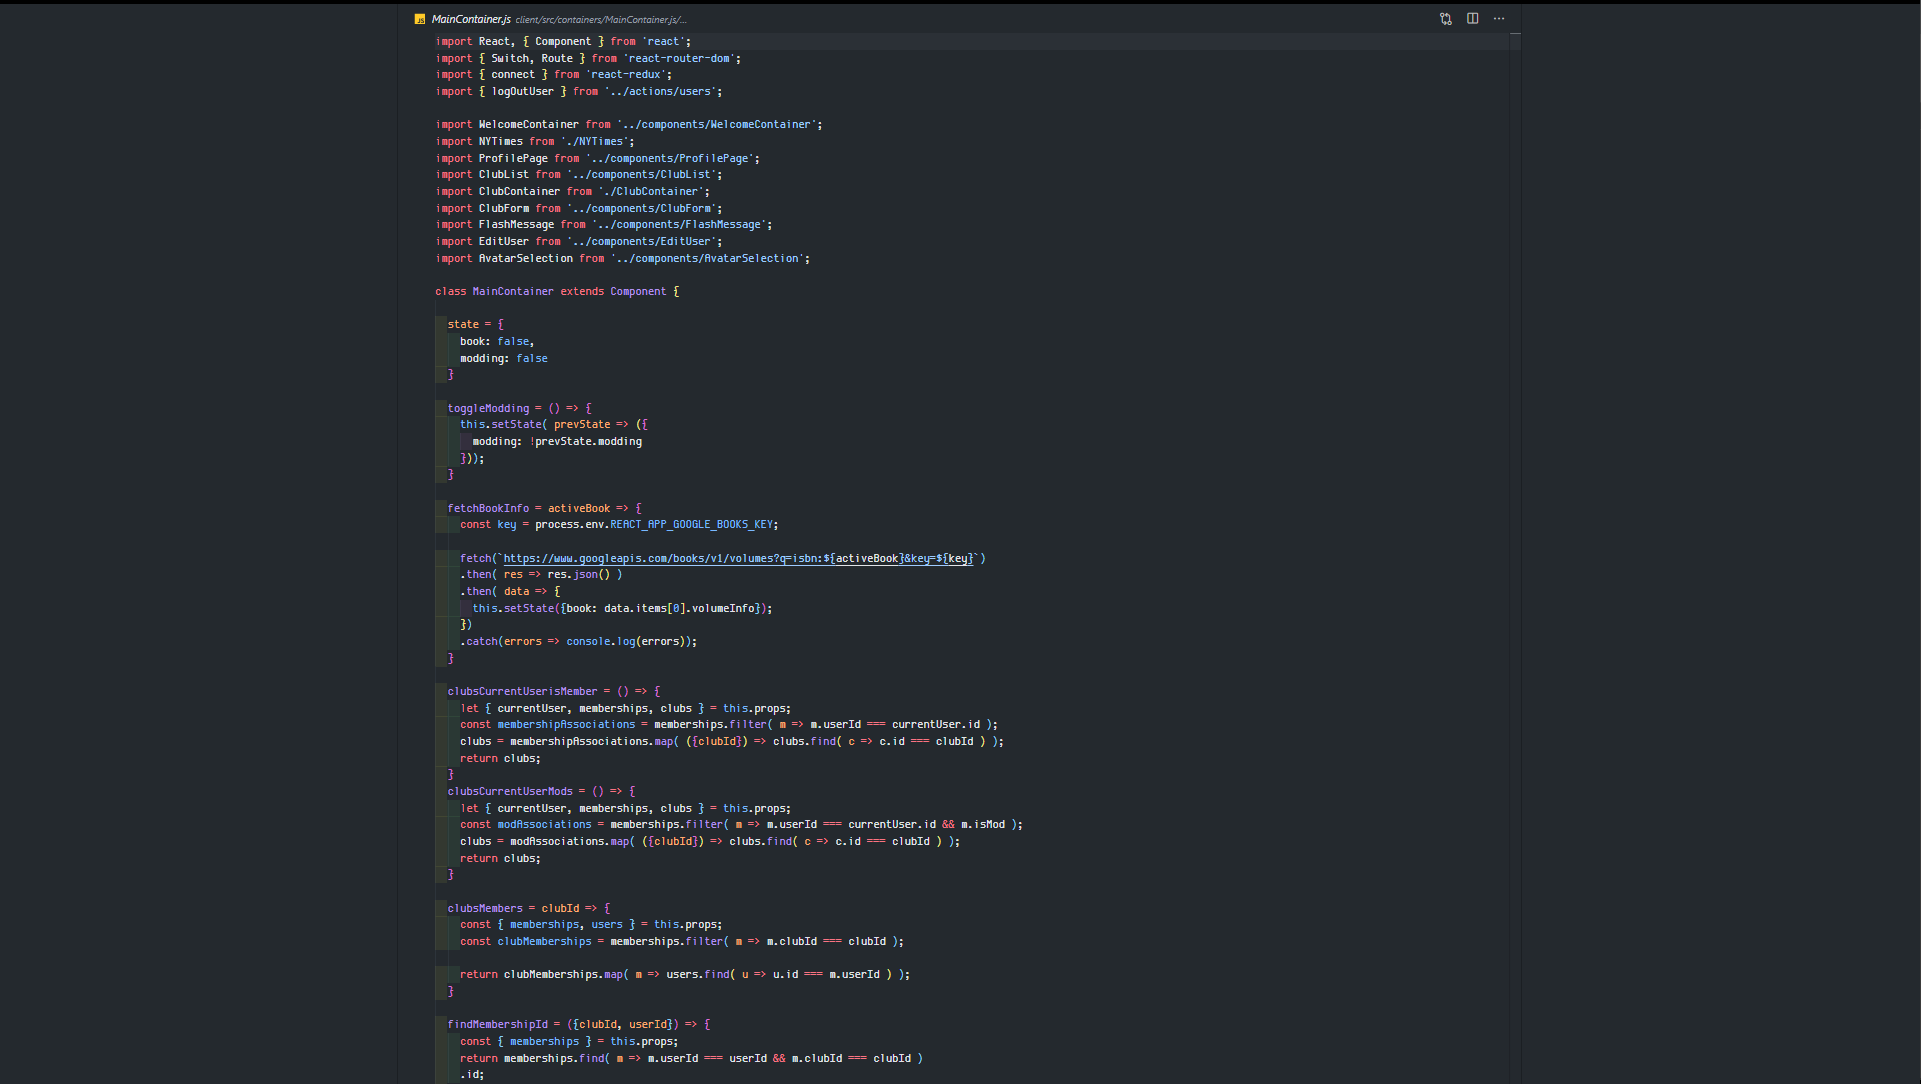 JS MainContainer.js client/src/containers/MainContainer.js/...
import React, { Component } from 'react';
import { Switch, Route } from 'react-router-dom';
import { connect } from 'react-redux';
import { logOutUser } from '../actions/users';
import WelcomeContainer from '../components/WelcomeContainer';
import NYTimes from './NYTimes';
import ProfilePage from '../components/ProfilePage';
import ClubList from '../components/ClubList';
import ClubContainer from './ClubContainer';
import ClubForm from '../components/ClubForm';
import FlashMessage from '../components/FlashMessage';
import EditUser from '../components/EditUser';
import AvatarSelection from '../components/AvatarSelection';
class MainContainer extends Component {
state = {
book: false,
modding: false
}
toggleModding = () => {
this.setState( prevState => ({
modding: !prevState.modding
}));
}
fetchBookInfo = activeBook => {
const key = process.env.REACT_APP_GOOGLE_BOOKS_KEY;
fetch(`https://www.googleapis.com/books/v1/volumes?q=isbn:${activeBook}&key=${key}`)
.then( res => res.json() )
.then( data => {
this.setState({book: data.items[0].volumeInfo});
})
.catch(errors => console.log(errors));
}
clubsCurrentUserisMember = () => {
let { currentUser, memberships, clubs } = this.props;
const membershipAssociations = memberships.filter( m => m.userId === currentUser.id );
clubs = membershipAssociations.map( ({clubId}) => clubs.find( c => c.id === clubId ) );
return clubs;
}
clubsCurrentUserMods = () => {
let { currentUser, memberships, clubs } = this.props;
const modAssociations = memberships.filter( m => m.userId === currentUser.id && m.isMod );
clubs = modAssociations.map( ({clubId}) => clubs.find( c => c.id === clubId ) );
return clubs;
}
clubsMembers = clubId => {
const { memberships, users } = this.props;
const clubMemberships = memberships.filter( m => m.clubId === clubId );
return clubMemberships.map( m => users.find( u => u.id === m.userId ) );
}
findMembershipId = ({clubId, userId}) => {
const { memberships } = this.props;
return memberships.find( m => m.userId === userId && m.clubId === clubId )
.id;